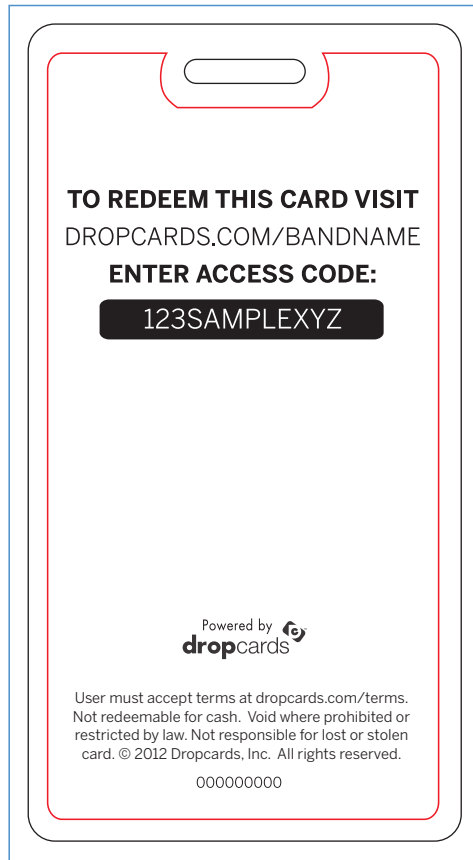 TO REDEEM THIS CARD VISIT
DROPCARDS.COM/BANDNAME
ENTER ACCESS CODE:
123SAMPLEXYZ
Powered by
dropcards™
User must accept terms at dropcards.com/terms.
Not redeemable for cash.  Void where prohibited or
restricted by law. Not responsible for lost or stolen
card. © 2012 Dropcards, Inc.  All rights reserved.
000000000